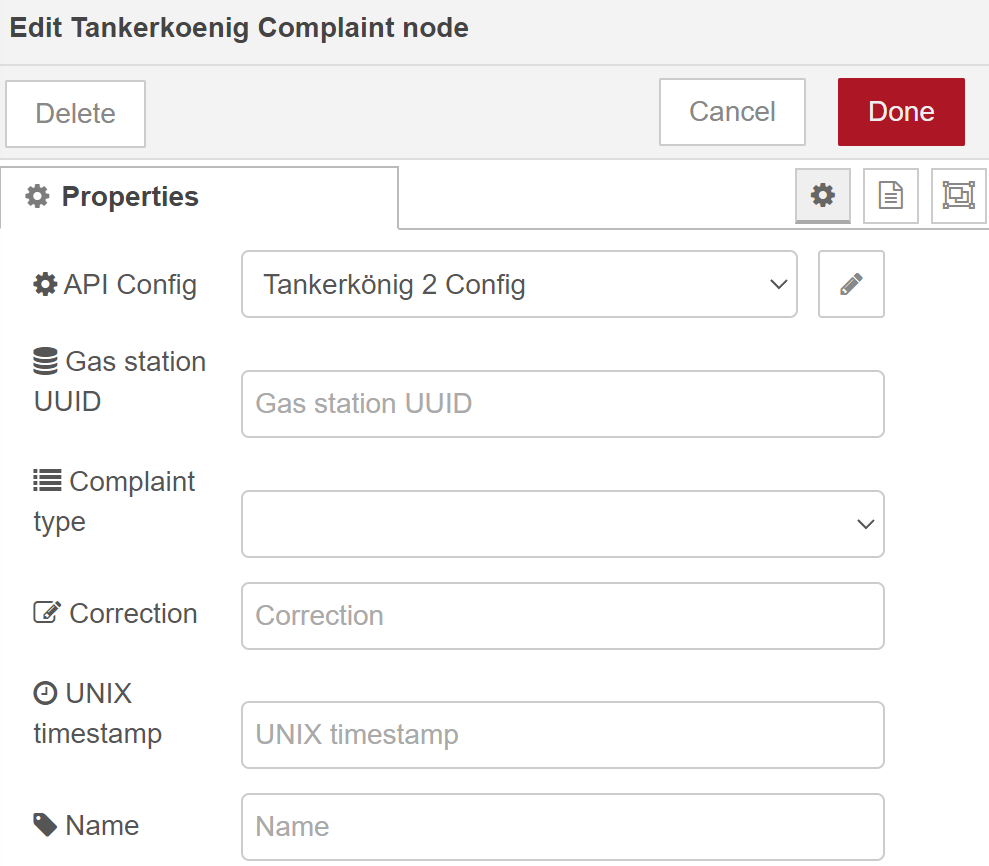 Edit Tankerkoenig Complaint node
Delete
Cancel
Done
Properties
API Config
Tankerkönig 2 Config
Gas station
UUID
Gas station UUID
Complaint
type
Correction
Correction
UNIX
timestamp
UNIX timestamp
Name
Name